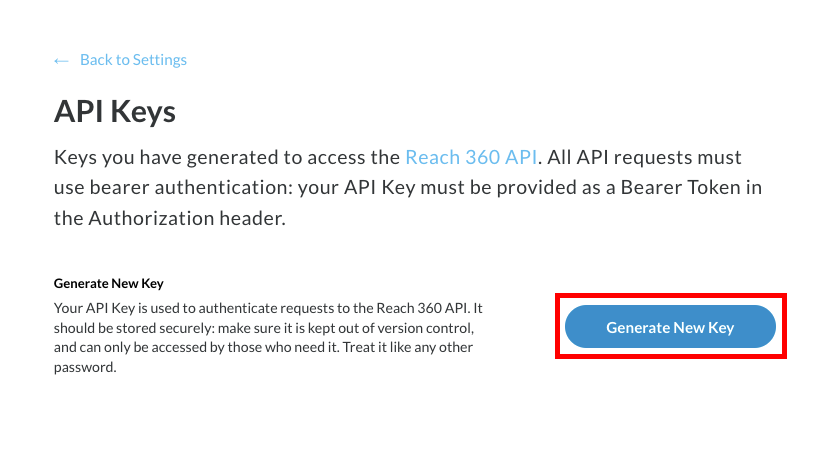 ← Back to Settings
API Keys
Keys you have generated to access the Reach 360 API. All API requests must
use bearer authentication: your API Key must be provided as a Bearer Token in
the Authorization header.
Generate New Key
Your API Key is used to authenticate requests to the Reach 360 API. It
should be stored securely: make sure it is kept out of version control,
and can only be accessed by those who need it. Treat it like any other
password.
Generate New Key